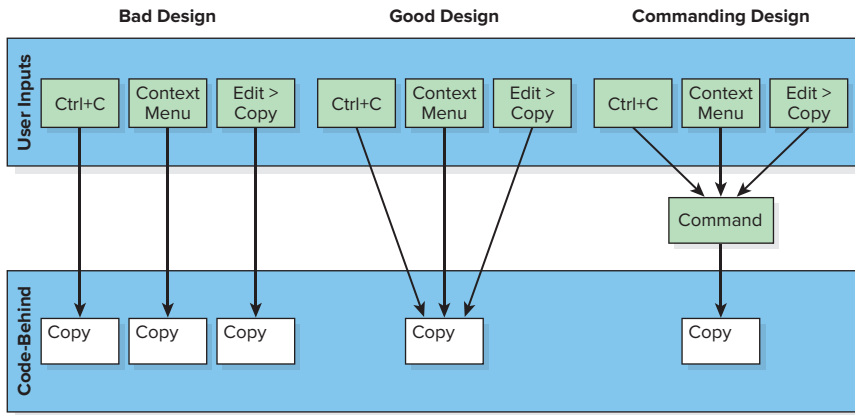 Bad Design
Good Design
Commanding Design
User Inputs
Ctrl+C
Context
Menu
Edit >
Copy
Ctrl+C
Context
Menu
Edit >
Copy
Ctrl+C
Context
Menu
Edit >
Copy
Command
Code-Behind
Copy
Copy
Copy
Copy
Copy